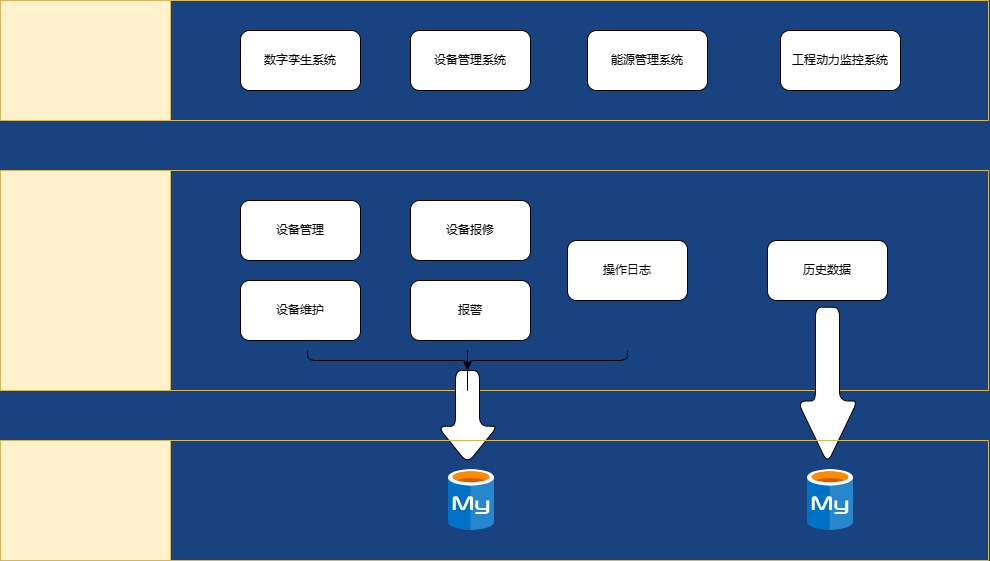 数字孪生系统
设备管理系统
能源管理系统
工程动力监控系统
设备管理
设备报修
操作日志
历史数据
设备维护
报警
My
My